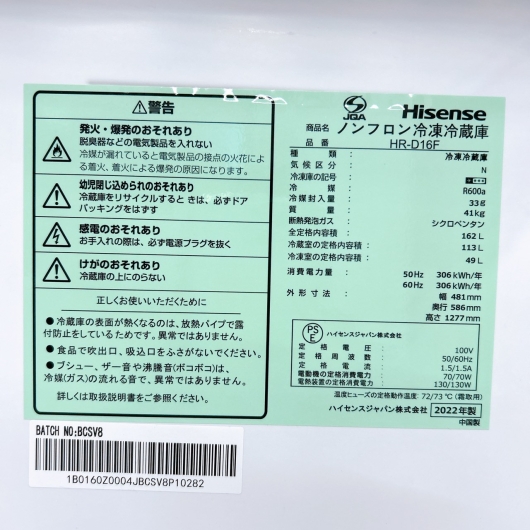 ⚠警告
発火・爆発のおそれあり
脱臭器などの電気製品を入れない
冷媒が漏れていると電気製品の接点の火花による着火、着火による爆発の原因になります。
幼児閉じ込められのおそれあり
冷蔵庫をリサイクルするときは、必ずドア
パッキングをはずす
感電のおそれあり
お手入れの際は、必ず電源プラグを抜く
けがのおそれあり
冷蔵庫の上にのらない
正しくお使いいただくために
●冷蔵庫の表面が熱くなるのは、放熱パイプで露
付防止をしているためです。異常ではありません。
●食品で吹出口、吸込口をふさがないでください。
●ブシュー、ブザー音や沸騰音(ポコポコ)は、
冷媒(ガス)の流れる音で、異常ではありません。
詳しくは取扱説明書をご覧ください
JQA
Hisense
商品名 ノンフロン冷凍冷蔵庫
品番 HR-D16F
種類: 冷凍冷蔵庫
気候区分: N
冷凍庫の記号:
冷媒: R600a
冷媒封入量: 33g
質量: 41kg
断熱発泡ガス: シクロペンタン
全定格内容積: 162L
冷蔵室の定格内容積: 113L
冷凍室の定格内容積: 49L
消費電力量: 50Hz 306kWh/年
60Hz 306kWh/年
外形寸法: 幅 481mm
奥行 586mm
高さ 1277mm
PSE
ハイセンスジャパン株式会社
定格電圧: 100V
定格周波数: 50/60Hz
定格電流: 1.5/1.5A
電動機の定格消費電力: 70/70W
電熱装置の定格消費電力: 130/130W
温度ヒューズの定格動作温度: 72/73℃(霜取用)
ハイセンスジャパン株式会社
2022年製
中国製
BATCH NO:BCSV8
1B0160Z0004JBCSV8P10282